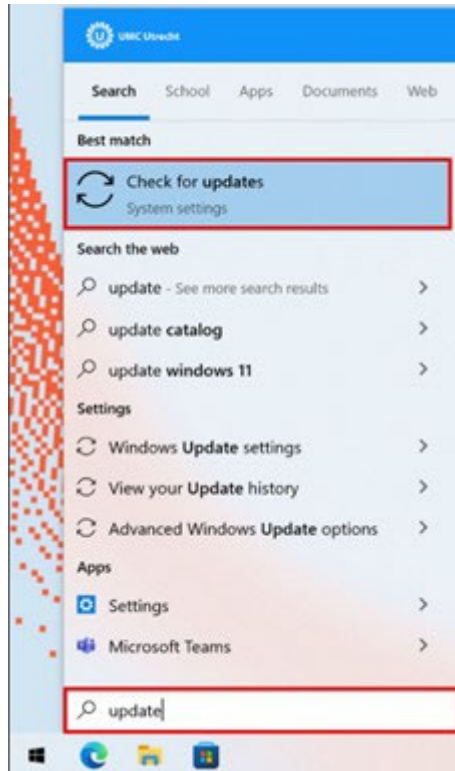 UMC Utrecht
Search School Apps Documents Web
Best match
Check for updates
System settings
Search the web
update - See more search results
update catalog
update windows 11
Settings
Windows Update settings
View your Update history
Advanced Windows Update options
Apps
Settings
Microsoft Teams
update